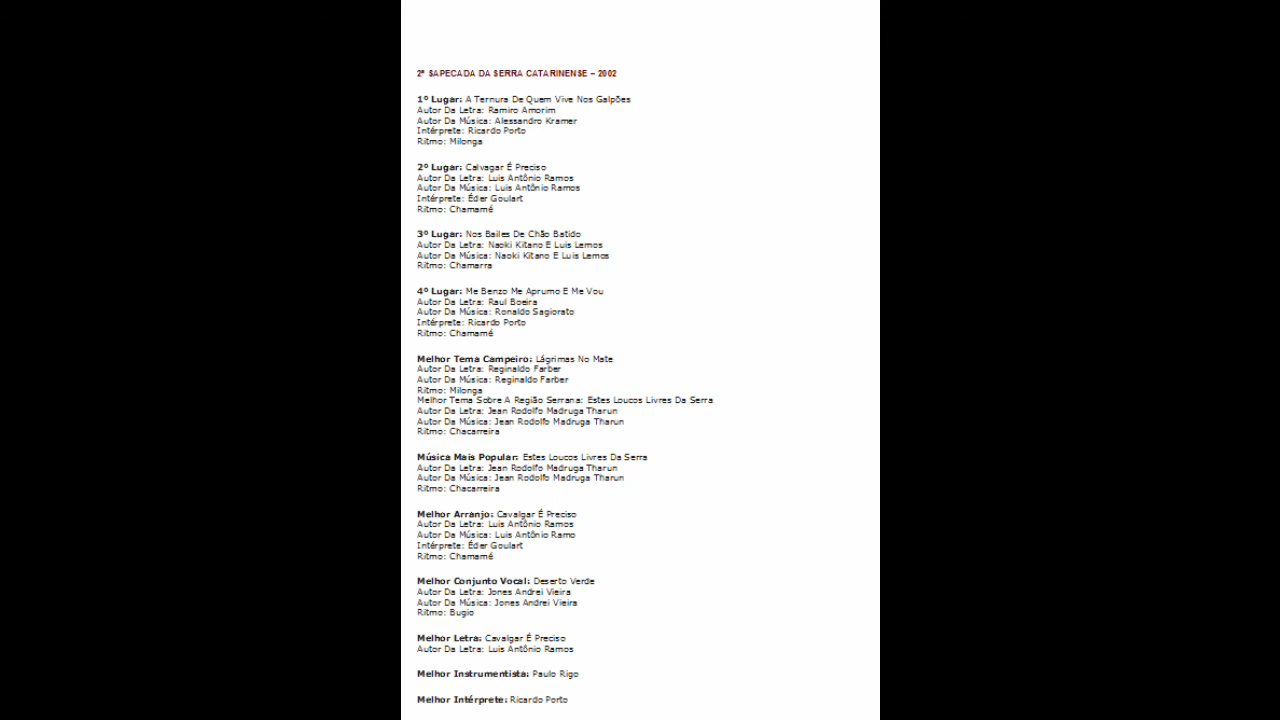 2ª SAPECADA DA SERRA CATARINENSE – 2002
1º Lugar: A Ternura De Quem Vive Nos Galpões
Autor Da Letra: Ramiro Amorim
Autor Da Música: Alessandro Kramer
Intérprete: Ricardo Porto
Ritmo: Milonga
2º Lugar: Calvagar É Preciso
Autor Da Letra: Luis Antônio Ramos
Autor Da Música: Luis Antônio Ramos
Intérprete: Éder Goulart
Ritmo: Chamamé
3º Lugar: Nos Bailes De Chão Batido
Autor Da Letra: Naoki Kitano E Luis Lemos
Autor Da Música: Naoki Kitano E Luis Lemos
Ritmo: Chamarra
4º Lugar: Me Benzo Me Aprumo E Me Vou
Autor Da Letra: Raul Boeira
Autor Da Música: Ronaldo Sagiorato
Intérprete: Ricardo Porto
Ritmo: Chamamé
Melhor Tema Campeiro: Lágrimas No Mate
Autor Da Letra: Reginaldo Farber
Autor Da Música: Reginaldo Farber
Ritmo: Milonga
Melhor Tema Sobre A Região Serrana: Estes Loucos Livres Da Serra
Autor Da Letra: Jean Rodolfo Madruga Tharun
Autor Da Música: Jean Rodolfo Madruga Tharun
Ritmo: Chacarreira
Música Mais Popular: Estes Loucos Livres Da Serra
Autor Da Letra: Jean Rodolfo Madruga Tharun
Autor Da Música: Jean Rodolfo Madruga Tharun
Ritmo: Chacarreira
Melhor Arranjo: Cavalgar É Preciso
Autor Da Letra: Luis Antônio Ramos
Autor Da Música: Luis Antônio Ramo
Intérprete: Éder Goulart
Ritmo: Chamamé
Melhor Conjunto Vocal: Deserto Verde
Autor Da Letra: Jones Andrei Vieira
Autor Da Música: Jones Andrei Vieira
Ritmo: Bugio
Melhor Letra: Cavalgar É Preciso
Autor Da Letra: Luis Antônio Ramos
Melhor Instrumentista: Paulo Rigo
Melhor Intérprete: Ricardo Porto